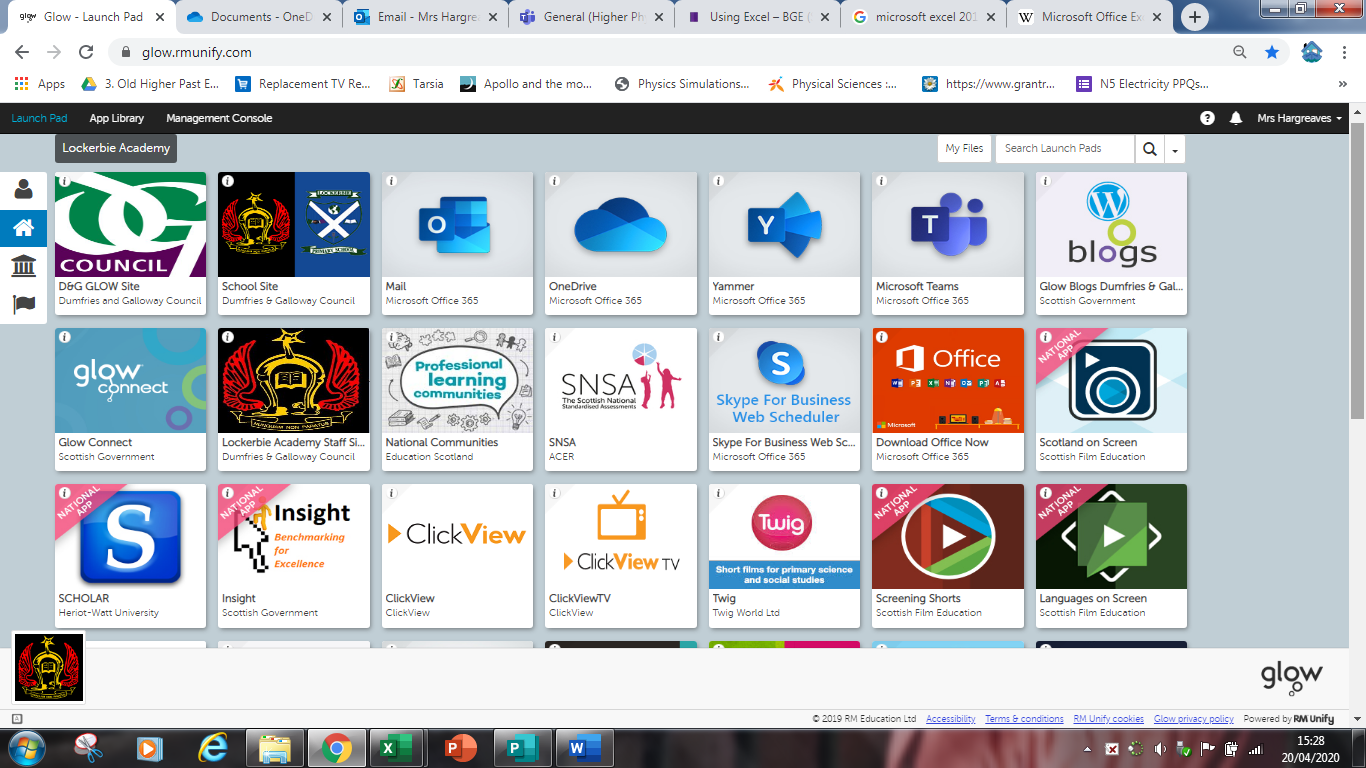 glow Glow - Launch Pad
Documents - OneD
Email - Mrs Hargrea
General (Higher Ph
Using Excel – BGE (
microsoft excel 201
W Microsoft Office Ex
glow.rmunify.com
Apps
3. Old Higher Past E...
Replacement TV Re...
Tarsia
Apollo and the mo...
Physics Simulations...
Physical Sciences :...
https://www.grantr...
N5 Electricity PPQs...
»
Launch Pad App Library Management Console
Mrs Hargreaves
Lockerbie Academy
My Files
Search Launch Pads
COUNCIL
D&G GLOW Site
Dumfries and Galloway Council
LOCKERBIE
PRIMARY SCHOOL
School Site
Dumfries & Galloway Council
O
Mail
Microsoft Office 365
OneDrive
Microsoft Office 365
Y
Yammer
Microsoft Office 365
T
Microsoft Teams
Microsoft Office 365
blogs
Glow Blogs Dumfries & Gal...
Scottish Government
glow
connect
Glow Connect
Scottish Government
NUNQUAM NON PARATUS
Lockerbie Academy Staff Si...
Dumfries & Galloway Council
Professional
learning
communities
National Communities
Education Scotland
SNSA
The Scottish National
Standardised Assessments
SNSA
ACER
S
Skype For Business
Web Scheduler
Skype For Business Web Sc...
Microsoft Office 365
Office
Microsoft
Download Office Now
Microsoft Office 365
NATIONAL
APP
Scotland on Screen
Scottish Film Education
NATIONAL
APP
S
SCHOLAR
Heriot-Watt University
NATIONAL
APP
Insight
Benchmarking
for
Excellence
Insight
Scottish Government
ClickView
ClickView
ClickView
ClickView TV
ClickViewTV
ClickView
Twig
Short films for primary science
and social studies
Twig
Twig World Ltd
NATIONAL
APP
Screening Shorts
Scottish Film Education
NATIONAL
APP
Languages on Screen
Scottish Film Education
glow
© 2019 RM Education Ltd Accessibility Terms & conditions RM Unify cookies Glow privacy policy Powered by RM Unify
15:28
20/04/2020